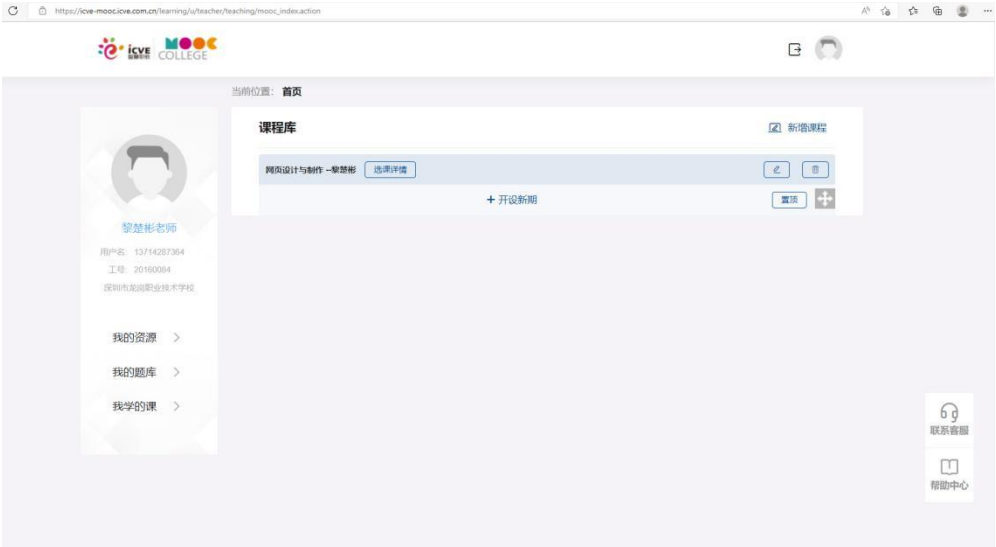 https://icve-mooc.icve.com.cn/learning/u/teacher/teaching/mooc_index.action
icve 智慧职教 MOOC COLLEGE
当前位置： 首页
课程库
新增课程
网页设计与制作 --黎楚彬 选课详情
+ 开设新期 置顶
黎楚彬老师
用户名: 13714287364
工号: 20160084
深圳市龙岗职业技术学校
我的资源 >
我的题库 >
我学的课 >
联系客服
帮助中心